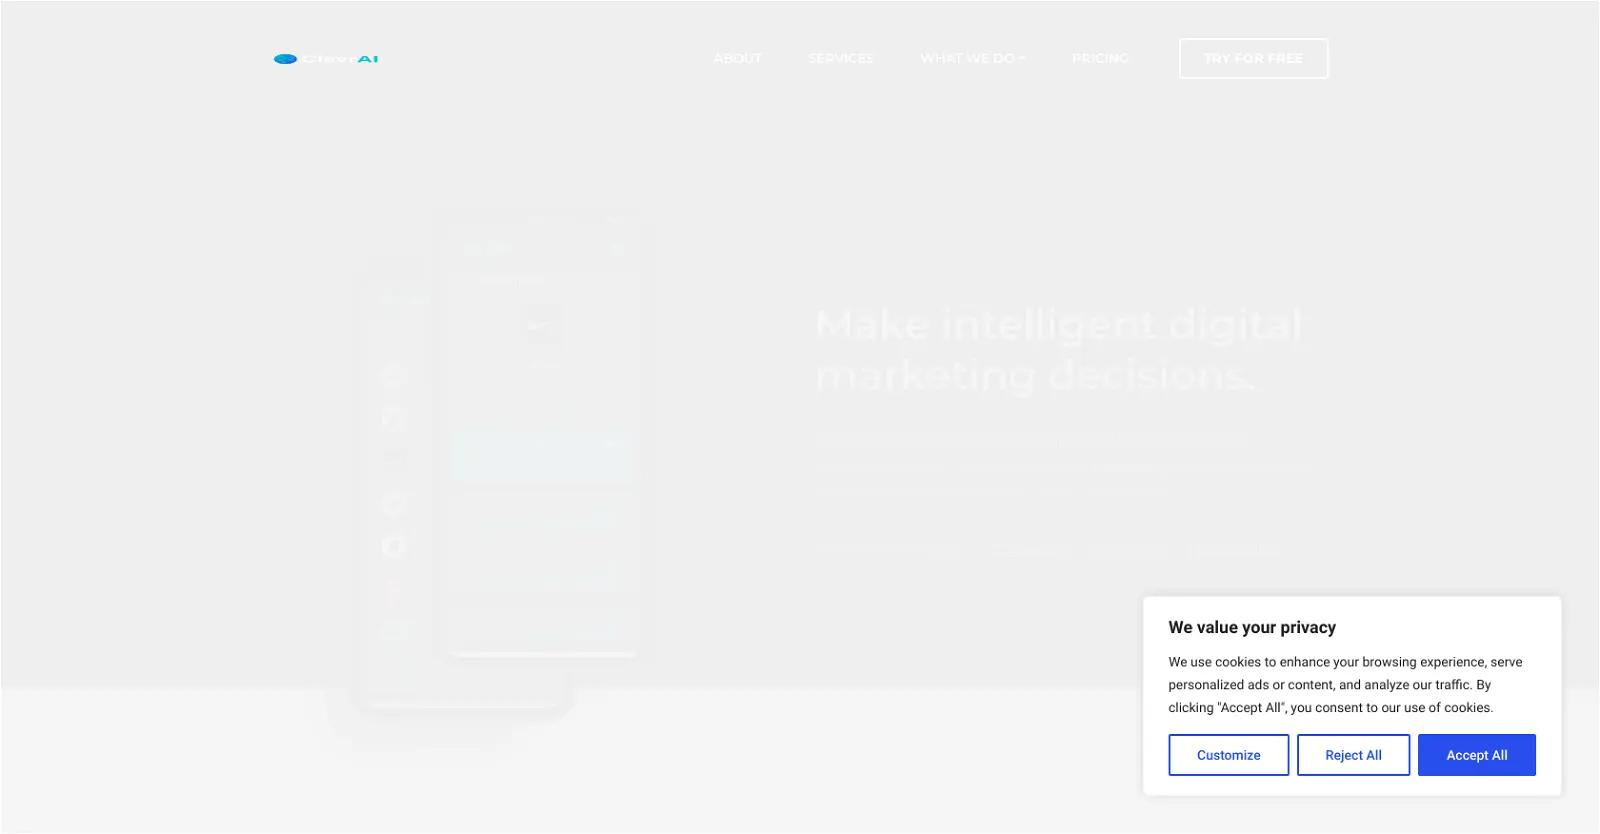 ClevrAI
ABOUT
SERVICES
WHAT WE DO
PRICING
TRY FOR FREE
Make intelligent digital
marketing decisions.
We value your privacy
We use cookies to enhance your browsing experience, serve
personalized ads or content, and analyze our traffic. By
clicking "Accept All", you consent to our use of cookies.
Customize
Reject All
Accept All